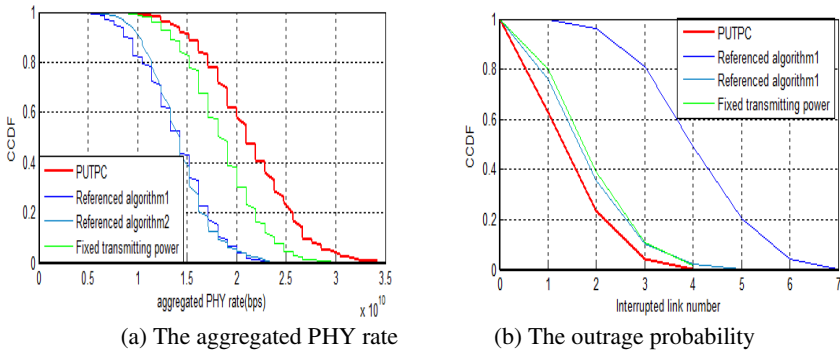 1
0.8
0.6
0.4
0.2
0
CCDF
PUTPC
Referenced algorithm1
Referenced algorithm2
Fixed transmitting power
0 0.5 1 1.5 2 2.5 3 3.5
x 10^10
aggregated PHY rate(bps)
(a) The aggregated PHY rate
1
0.8
0.6
0.4
0.2
0
CCDF
PUTPC
Referenced algorithm1
Referenced algorithm1
Fixed transmitting power
0 1 2 3 4 5 6 7
Interrupted link number
(b) The outrage probability